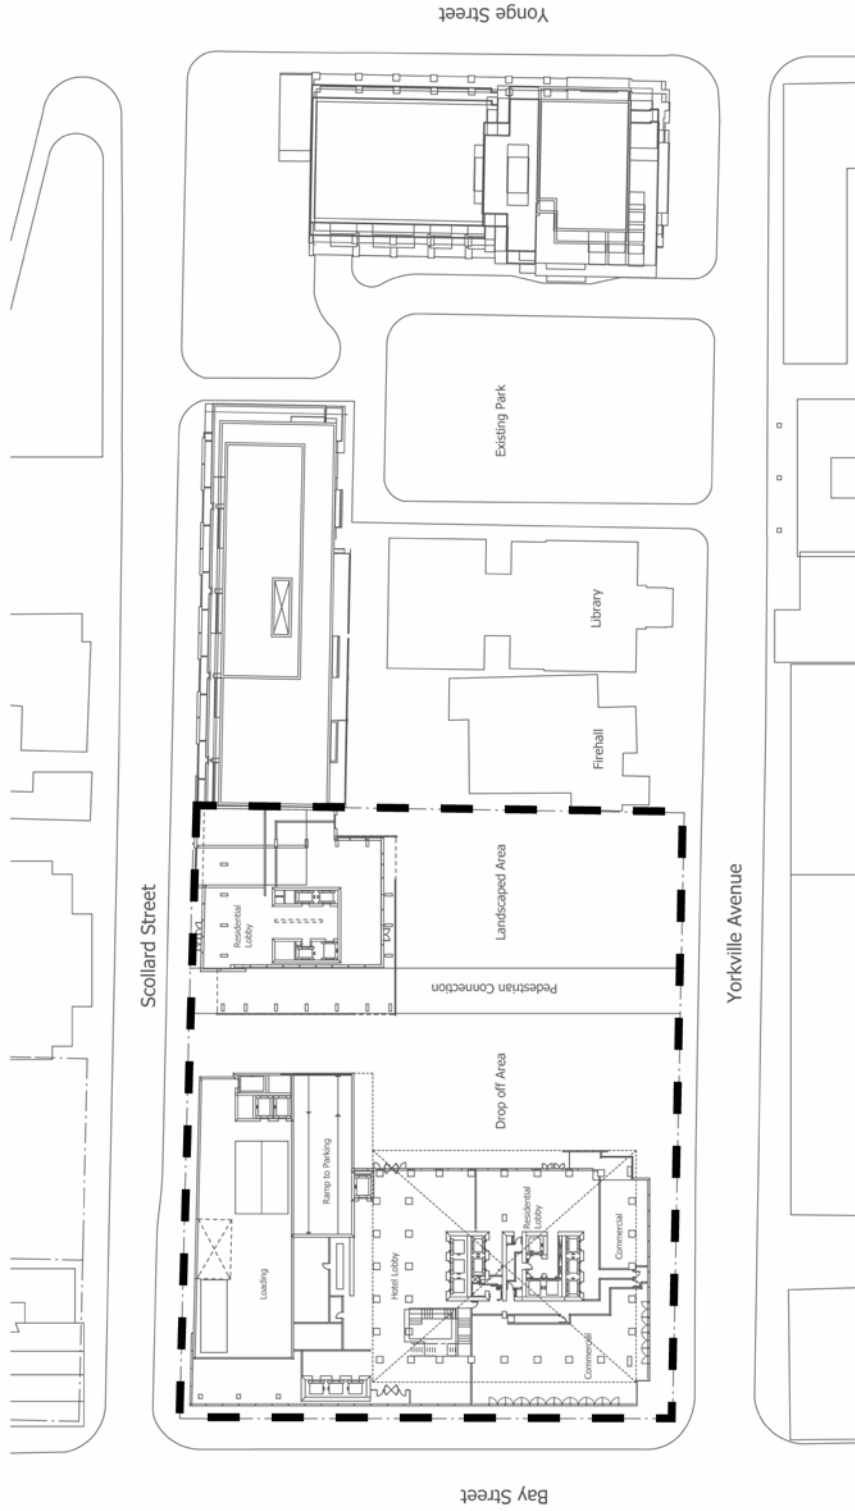 Yonge Street
Existing Park
Library
Firehall
Scollard Street
Residential
Lobby
Landscaped Area
Yorkville Avenue
Pedestrian Connection
Drop off Area
Ramp to Parking
Loading
Hotel Lobby
Residential
Lobby
Commercial
Commercial
Bay Street